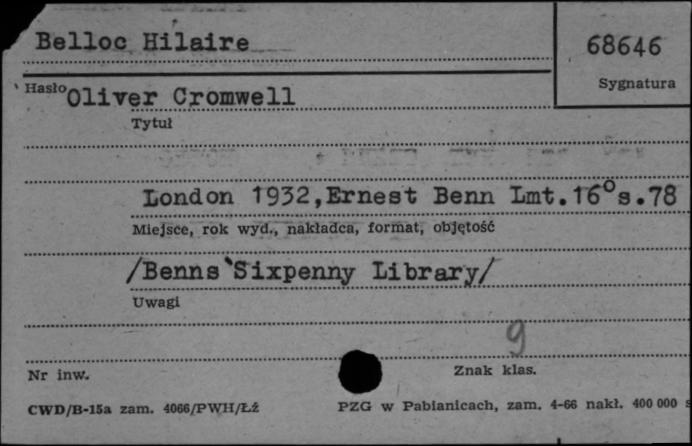 Belloc Hilaire
68646
Sygnatura
Hasło
Oliver Cromwell
Tytuł
London 1932,Ernest Benn Lmt.16°s.78
Miejsce, rok wyd., nakładca, format, objętość
/Benns`Sixpenny Library/
Uwagi
9
Nr inw.
Znak klas.
CWD/B-15a zam. 4066/PWH/Łż
PZG w Pabianicach, zam. 4-66 nakł. 400 000 s